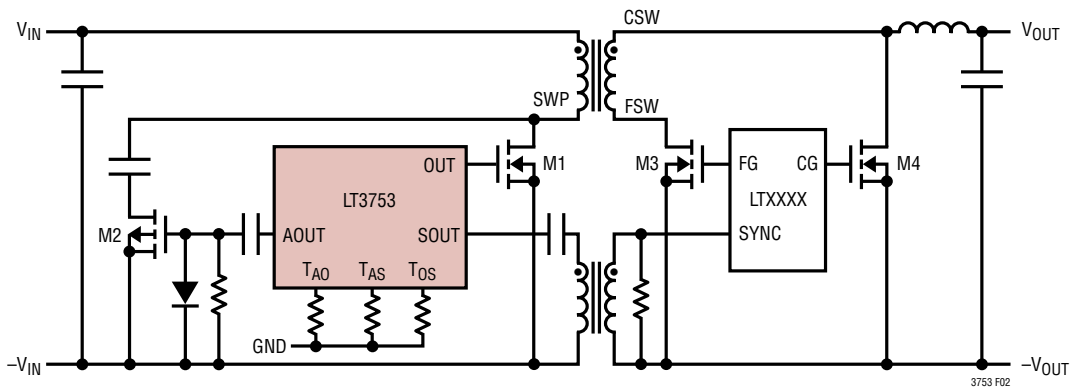 V_IN
CSW
V_OUT
SWP
FSW
OUT
M1
M3
FG
CG
M4
LT3753
LTXXXX
M2
AOUT
SOUT
SYNC
T_AO
T_AS
T_OS
GND
–V_IN
–V_OUT
3753 F02